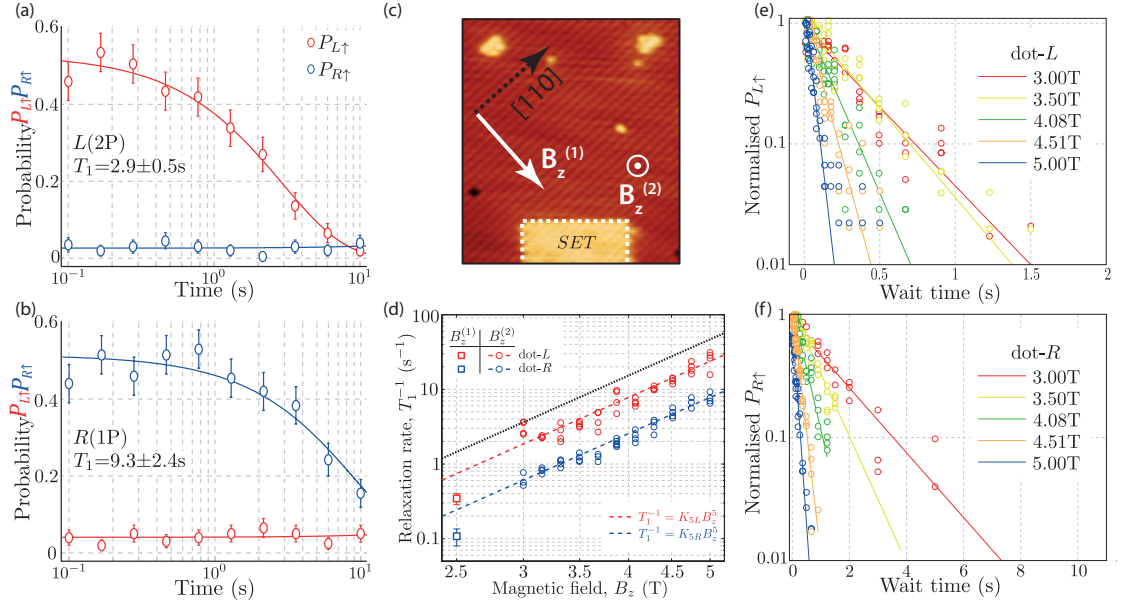 (a)
0.6
0.4
0.2
0
Probability P_L↑ P_R↑
P_L↑
P_R↑
L(2P)
T_1=2.9±0.5s
10^-1
10^0
10^1
Time (s)
(b)
0.6
0.4
0.2
0
Probability P_L↑ P_R↑
R(1P)
T_1=9.3±2.4s
10^-1
10^0
10^1
Time (s)
(c)
[110]
B_z^(1)
B_z^(2)
SET
(d)
100
10
1
0.1
Relaxation rate, T_1^-1 (s^-1)
B_z^(1) B_z^(2)
dot-L
dot-R
T_1^-1 = K_5L B_z^5
T_1^-1 = K_5R B_z^5
2.5 3 3.5 4 4.5 5
Magnetic field, B_z (T)
(e)
1
0.1
0.01
Normalised P_L↑
dot-L
3.00T
3.50T
4.08T
4.51T
5.00T
0 0.5 1 1.5 2
Wait time (s)
(f)
1
0.1
0.01
Normalised P_R↑
dot-R
3.00T
3.50T
4.08T
4.51T
5.00T
0 2 4 6 8 10
Wait time (s)